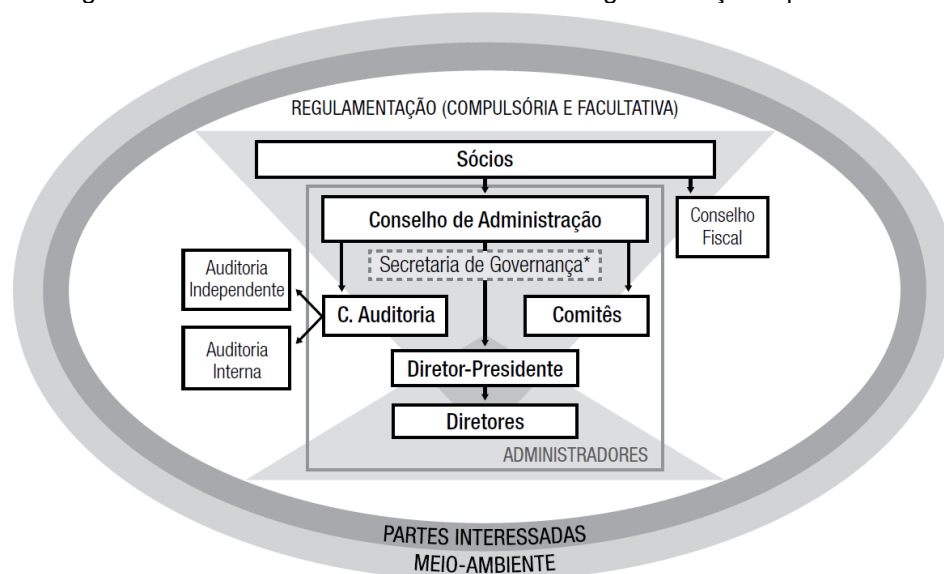 REGULAMENTAÇÃO (COMPULSÓRIA E FACULTATIVA)
Sócios
Conselho de Administração
Conselho
Fiscal
Secretaria de Governança*
Auditoria
Independente
C. Auditoria
Comitês
Auditoria
Interna
Diretor-Presidente
Diretores
ADMINISTRADORES
PARTES INTERESSADAS
MEIO-AMBIENTE